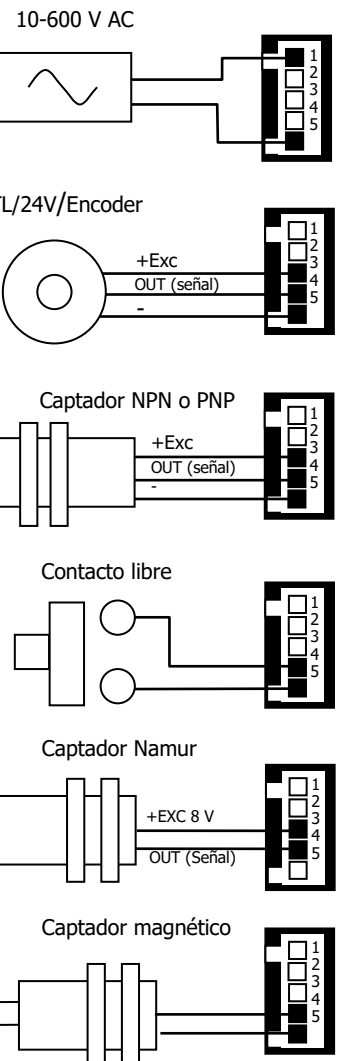 10-600 V AC
1
2
3
4
5
TL/24V/Encoder
+Exc
OUT (señal)
-
1
2
3
4
5
Captador NPN o PNP
+Exc
OUT (señal)
-
1
2
3
4
5
Contacto libre
1
2
3
4
5
Captador Namur
+EXC 8 V
OUT (Señal)
1
2
3
4
5
Captador magnético
1
2
3
4
5